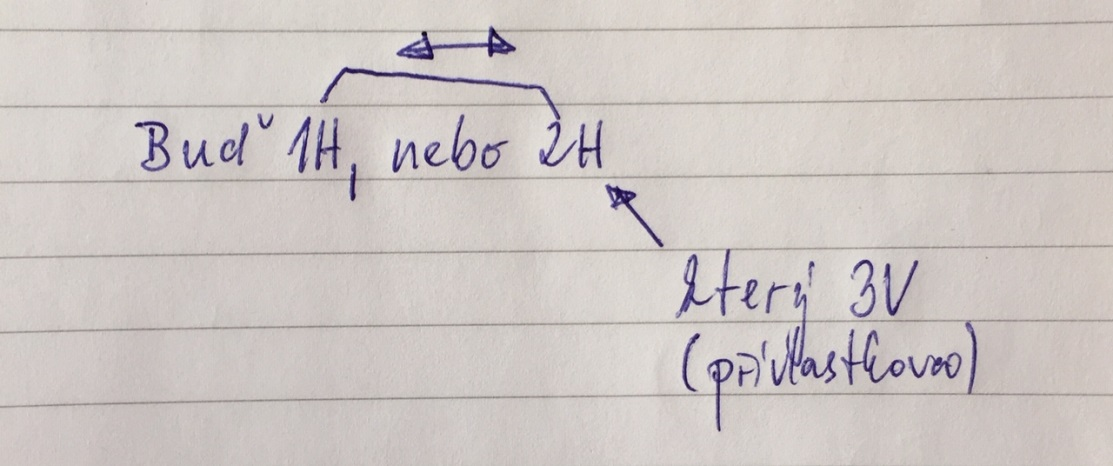 Buď 1H, nebo 2H
který 3V
(přívlastková)